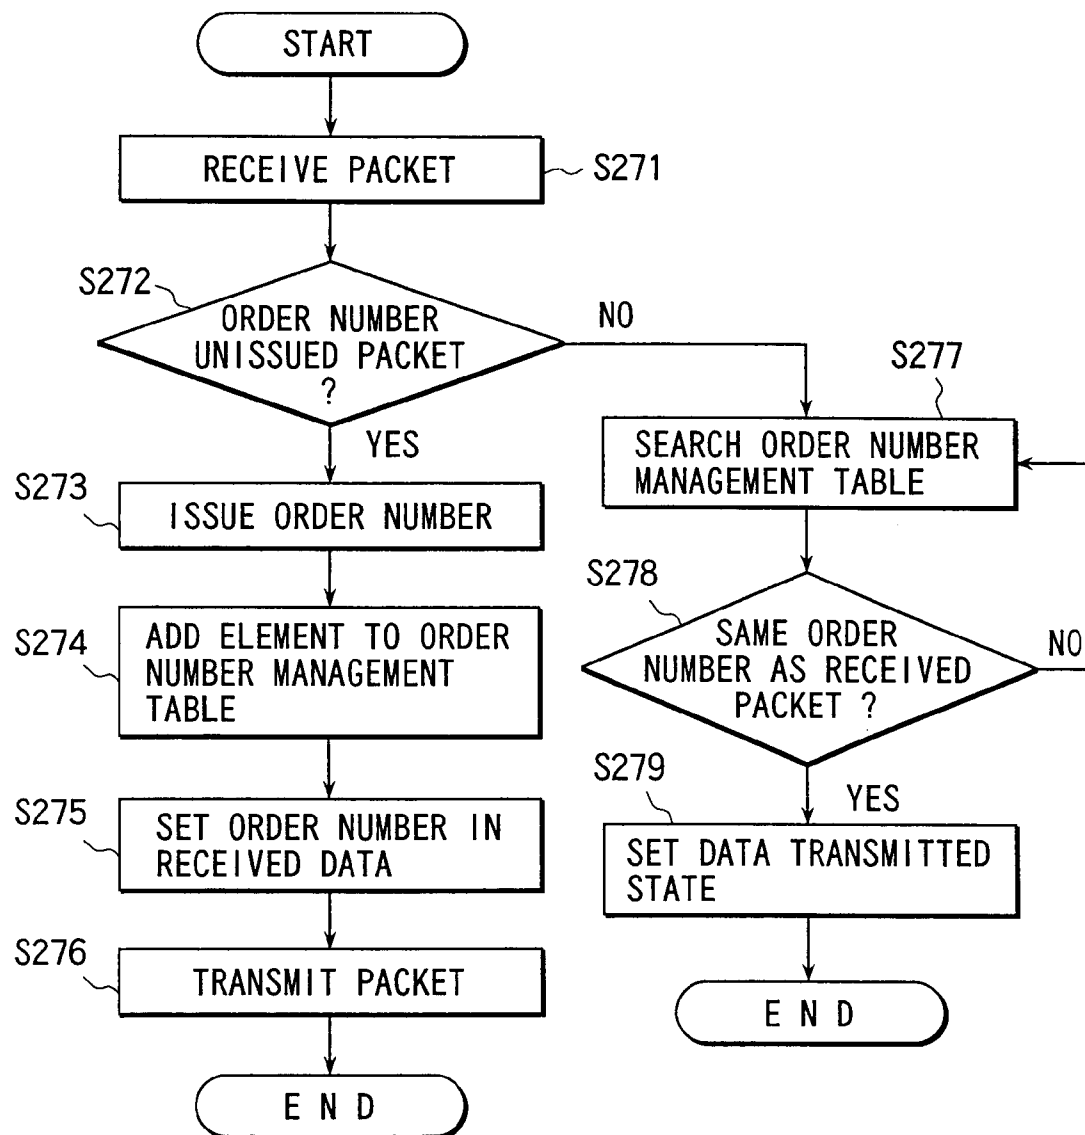 START
RECEIVE PACKET
S271
S272
ORDER NUMBER
UNISSUED PACKET
?
NO
YES
S273
ISSUE ORDER NUMBER
S274
ADD ELEMENT TO ORDER
NUMBER MANAGEMENT
TABLE
S275
SET ORDER NUMBER IN
RECEIVED DATA
S276
TRANSMIT PACKET
END
S277
SEARCH ORDER NUMBER
MANAGEMENT TABLE
S278
SAME ORDER
NUMBER AS RECEIVED
PACKET ?
NO
YES
S279
SET DATA TRANSMITTED
STATE
END